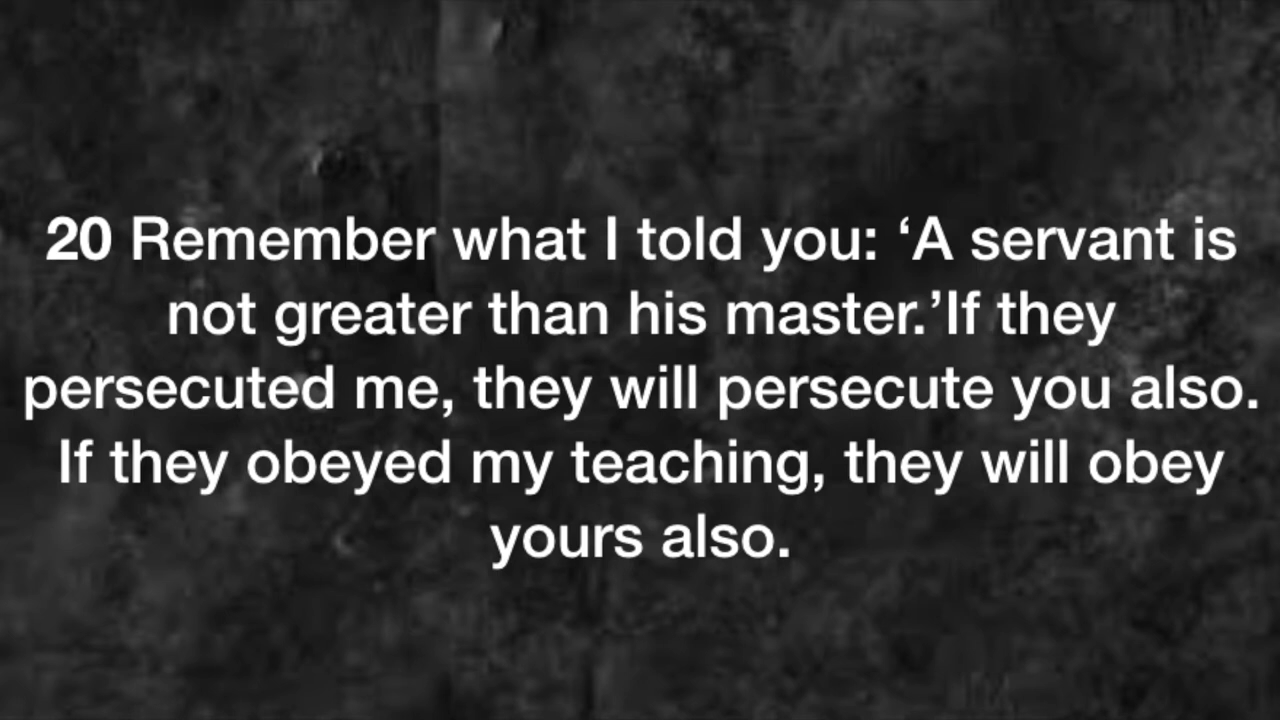 20 Remember what I told you: ‘A servant is
not greater than his master.’If they
persecuted me, they will persecute you also.
If they obeyed my teaching, they will obey
yours also.